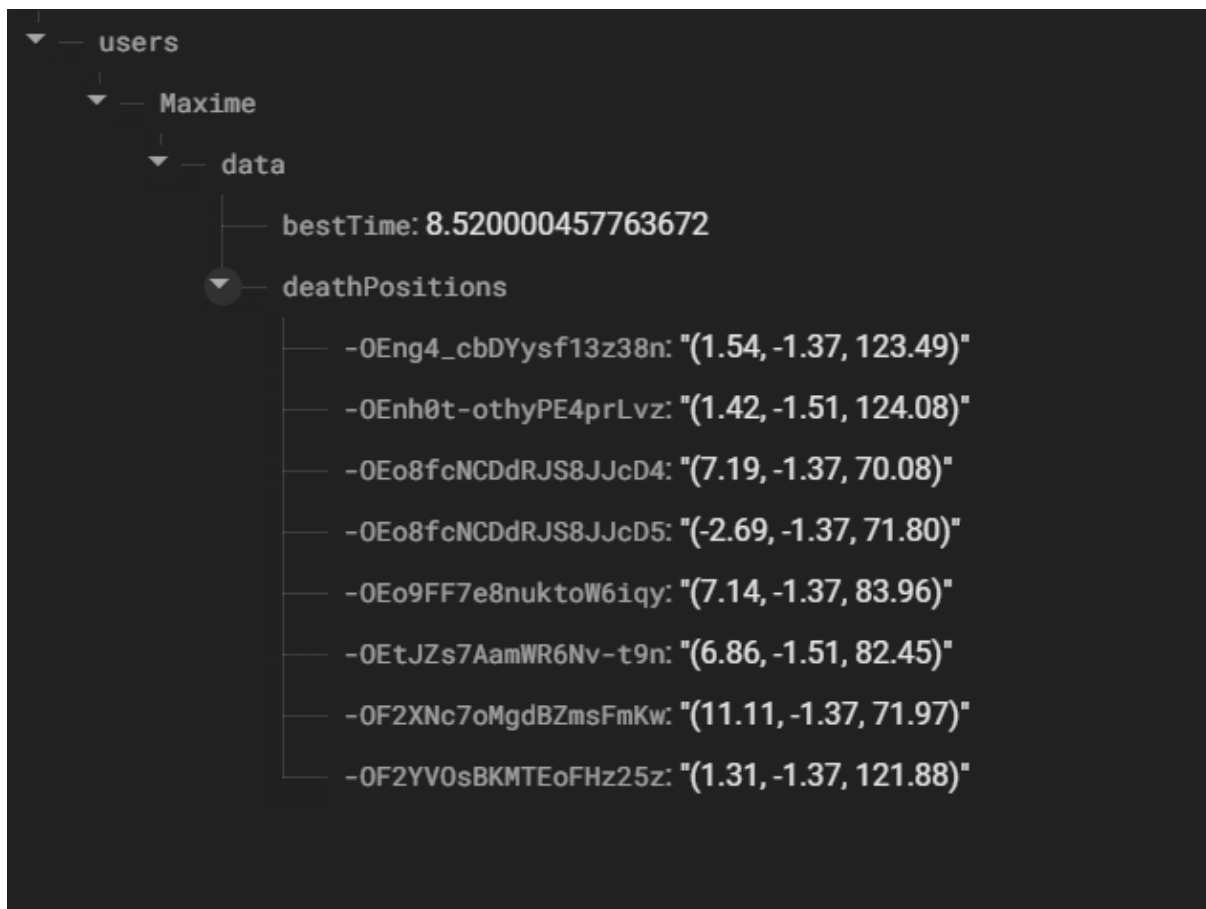 users
Maxime
data
bestTime: 8.520000457763672
deathPositions
-OEng4_cbDYysf13z38n: "(1.54, -1.37, 123.49)"
-OEnh0t-othyPE4prLvz: "(1.42, -1.51, 124.08)"
-OEo8fcNCDdRJS8JJcD4: "(7.19, -1.37, 70.08)"
-OEo8fcNCDdRJS8JJcD5: "(-2.69, -1.37, 71.80)"
-OEo9FF7e8nuktoW6iqy: "(7.14, -1.37, 83.96)"
-OEtJZs7AamWR6Nv-t9n: "(6.86, -1.51, 82.45)"
-OF2XNc7oMgdBZmsFmKw: "(11.11, -1.37, 71.97)"
-OF2YVOsBKMTEoFHz25z: "(1.31, -1.37, 121.88)"